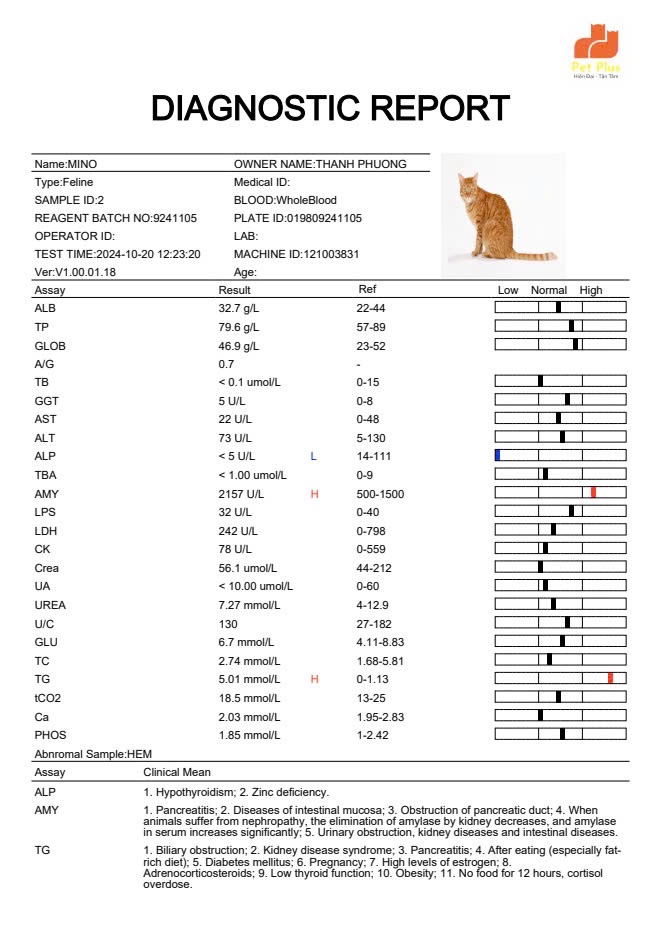 Pet Plus
Hiện Đại - Tận Tâm
DIAGNOSTIC REPORT
Name:MINO OWNER NAME:THANH PHUONG
Type:Feline Medical ID:
SAMPLE ID:2 BLOOD:WholeBlood
REAGENT BATCH NO:9241105 PLATE ID:019809241105
OPERATOR ID: LAB:
TEST TIME:2024-10-20 12:23:20 MACHINE ID:121003831
Ver:V1.00.01.18 Age:
Assay Result Ref Low Normal High
ALB 32.7 g/L 22-44
TP 79.6 g/L 57-89
GLOB 46.9 g/L 23-52
A/G 0.7 -
TB < 0.1 umol/L 0-15
GGT 5 U/L 0-8
AST 22 U/L 0-48
ALT 73 U/L 5-130
ALP < 5 U/L L 14-111
TBA < 1.00 umol/L 0-9
AMY 2157 U/L H 500-1500
LPS 32 U/L 0-40
LDH 242 U/L 0-798
CK 78 U/L 0-559
Crea 56.1 umol/L 44-212
UA < 10.00 umol/L 0-60
UREA 7.27 mmol/L 4-12.9
U/C 130 27-182
GLU 6.7 mmol/L 4.11-8.83
TC 2.74 mmol/L 1.68-5.81
TG 5.01 mmol/L H 0-1.13
tCO2 18.5 mmol/L 13-25
Ca 2.03 mmol/L 1.95-2.83
PHOS 1.85 mmol/L 1-2.42
Abnromal Sample:HEM
Assay Clinical Mean
ALP 1. Hypothyroidism; 2. Zinc deficiency.
AMY 1. Pancreatitis; 2. Diseases of intestinal mucosa; 3. Obstruction of pancreatic duct; 4. When
animals suffer from nephropathy, the elimination of amylase by kidney decreases, and amylase
in serum increases significantly; 5. Urinary obstruction, kidney diseases and intestinal diseases.
TG 1. Biliary obstruction; 2. Kidney disease syndrome; 3. Pancreatitis; 4. After eating (especially fat-
rich diet); 5. Diabetes mellitus; 6. Pregnancy; 7. High levels of estrogen; 8.
Adrenocorticosteroids; 9. Low thyroid function; 10. Obesity; 11. No food for 12 hours, cortisol
overdose.